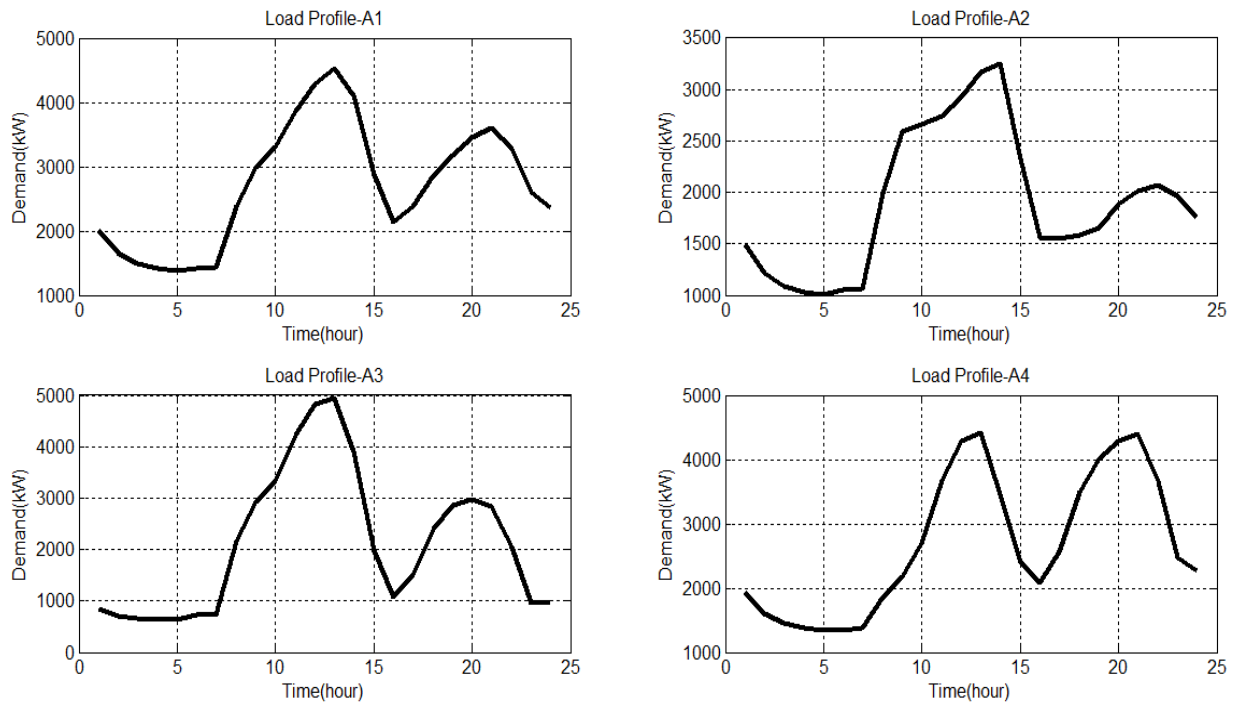 Load Profile-A1
5000
4000
3000
2000
1000
Demand(kW)
0 5 10 15 20 25
Time(hour)
Load Profile-A2
3500
3000
2500
2000
1500
1000
Demand(kW)
0 5 10 15 20 25
Time(hour)
Load Profile-A3
5000
4000
3000
2000
1000
0
Demand(kW)
0 5 10 15 20 25
Time(hour)
Load Profile-A4
5000
4000
3000
2000
1000
Demand(kW)
0 5 10 15 20 25
Time(hour)